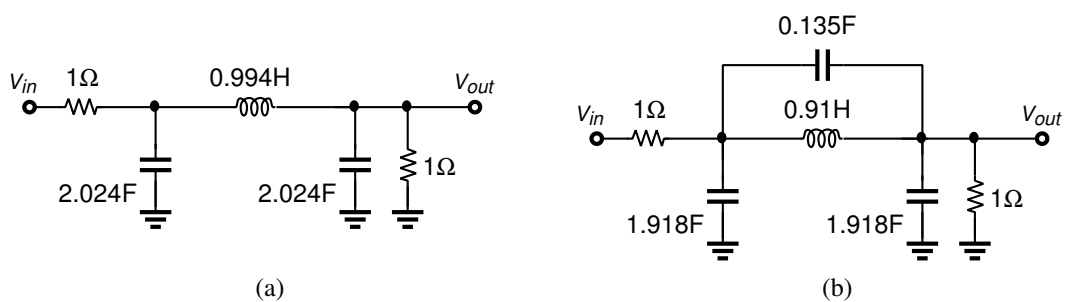 V_in 1Ω 0.994H V_out
2.024F 2.024F 1Ω
(a)
0.135F
V_in 1Ω 0.91H V_out
1.918F 1.918F 1Ω
(b)